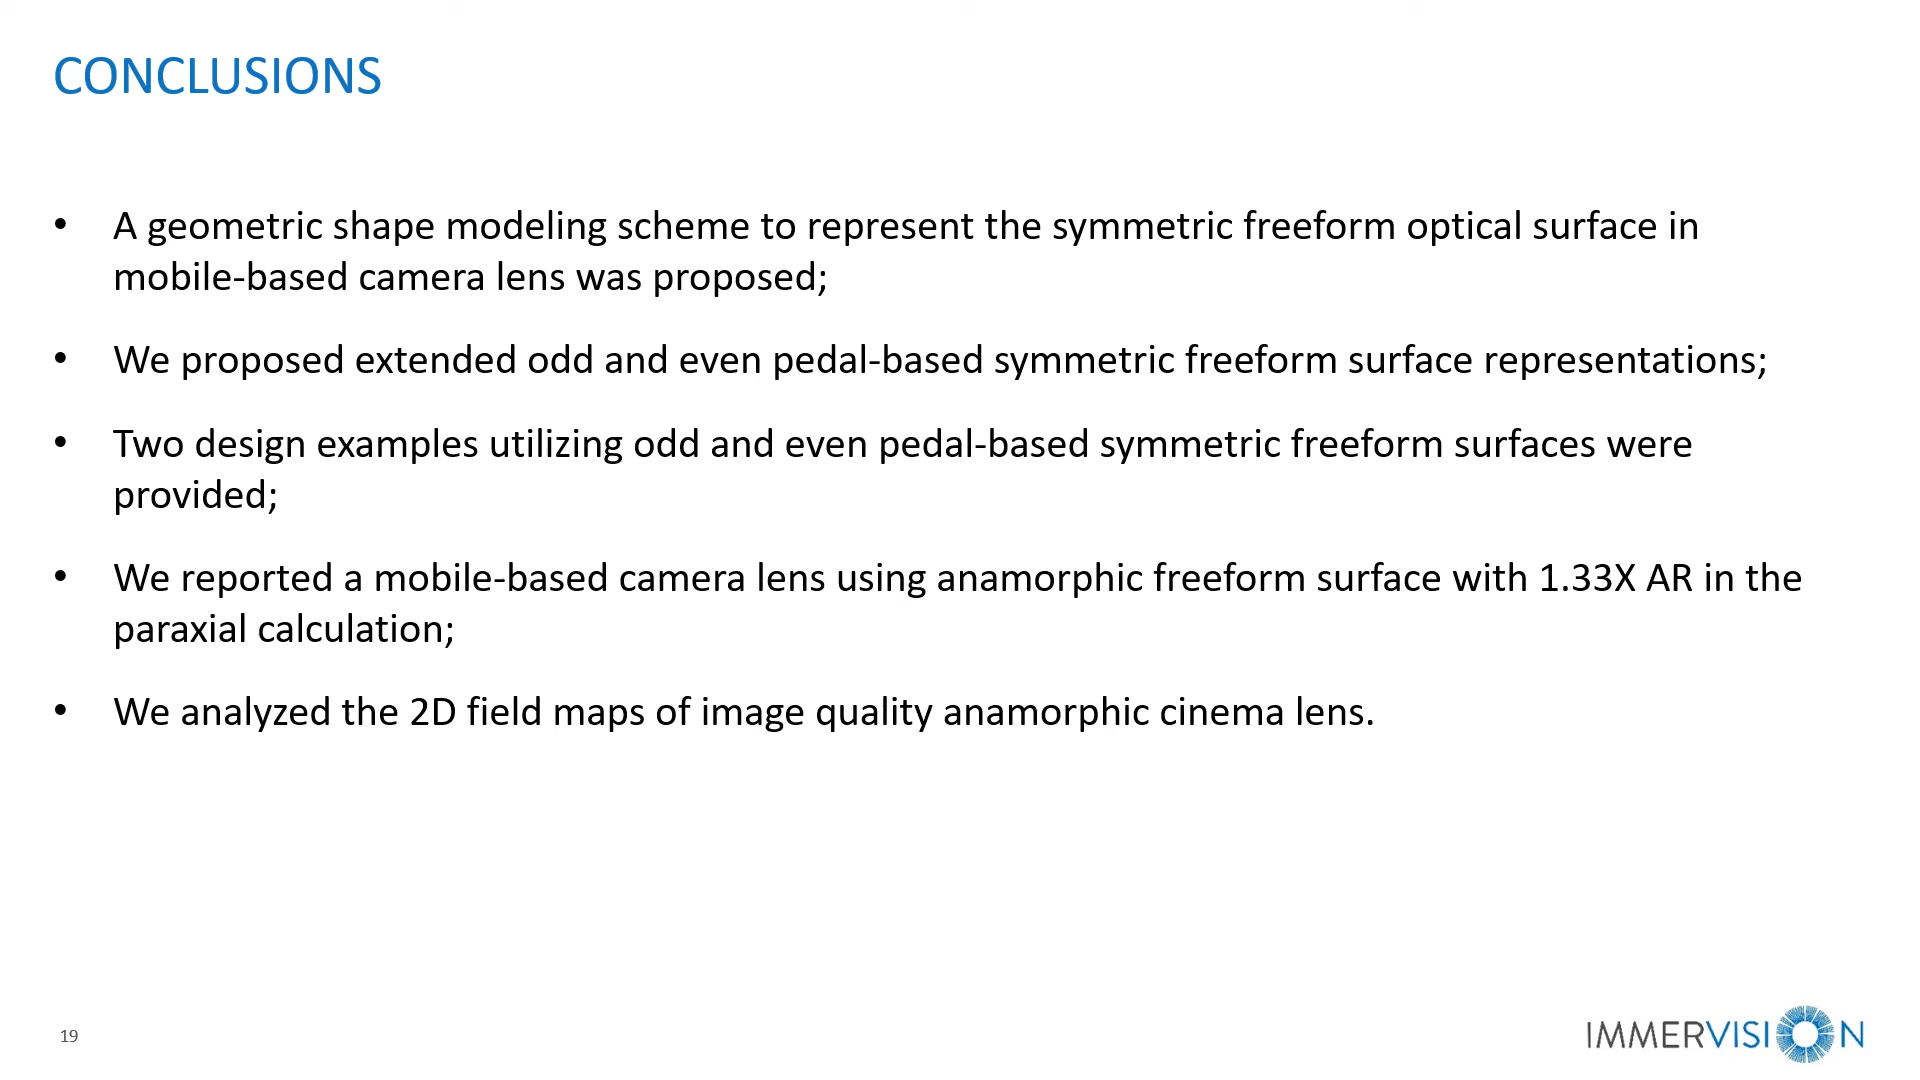 CONCLUSIONS
• A geometric shape modeling scheme to represent the symmetric freeform optical surface in
mobile-based camera lens was proposed;
• We proposed extended odd and even pedal-based symmetric freeform surface representations;
• Two design examples utilizing odd and even pedal-based symmetric freeform surfaces were
provided;
• We reported a mobile-based camera lens using anamorphic freeform surface with 1.33X AR in the
paraxial calculation;
• We analyzed the 2D field maps of image quality anamorphic cinema lens.
19
IMMERVISION